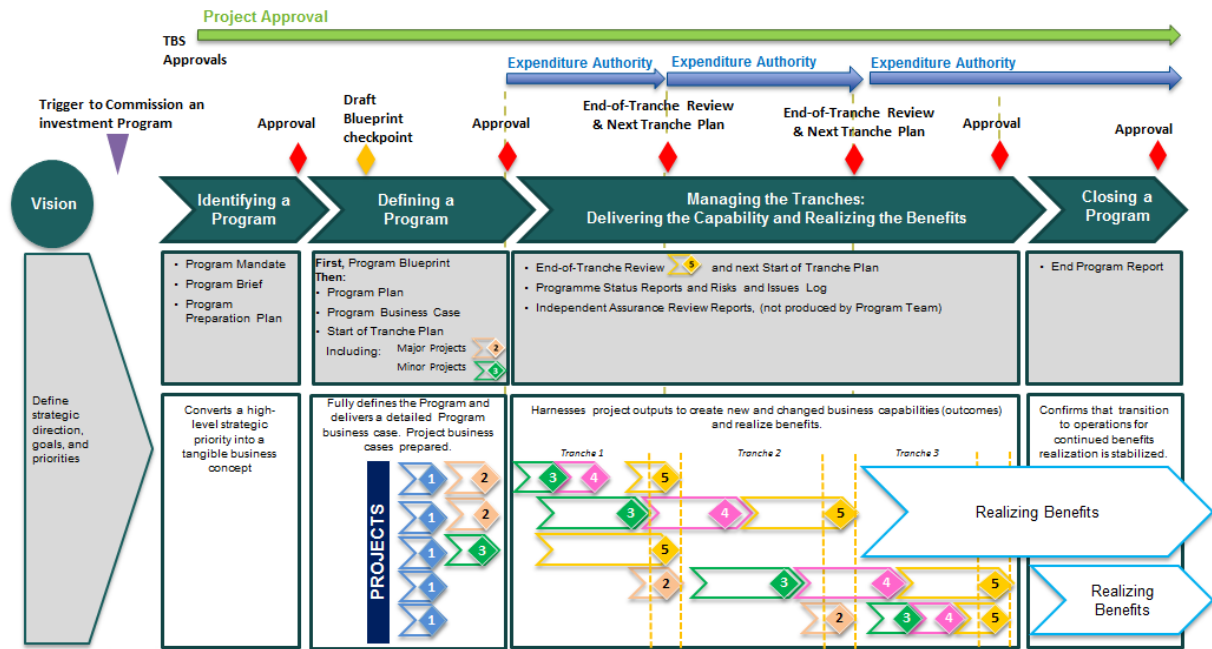 Project Approval
TBS
Approvals
Expenditure Authority
Expenditure Authority
Expenditure Authority
Trigger to Commission an
investment Program
Approval
Draft
Blueprint
checkpoint
Approval
End-of-Tranche Review
& Next Tranche Plan
End-of-Tranche Review
& Next Tranche Plan
Approval
Approval
Vision
Identifying a
Program
Defining a
Program
Managing the Tranches:
Delivering the Capability and Realizing the Benefits
Closing a
Program
• Program Mandate
• Program Brief
• Program
Preparation Plan
First, Program Blueprint
Then:
• Program Plan
• Program Business Case
• Start of Tranche Plan
Including: Major Projects 2
Minor Projects 3
• End-of-Tranche Review 5 and next Start of Tranche Plan
• Programme Status Reports and Risks and Issues Log
• Independent Assurance Review Reports, (not produced by Program Team)
• End Program Report
Define
strategic
direction,
goals, and
priorities
Converts a high-
level strategic
priority into a
tangible business
concept
Fully defines the Program and
delivers a detailed Program
business case. Project business
cases prepared.
Harnesses project outputs to create new and changed business capabilities (outcomes)
and realize benefits.
Confirms that transition
to operations for
continued benefits
realization is stabilized.
Tranche 1
Tranche 2
Tranche 3
PROJECTS
1 2 3 4 5
1 2 3 4 5
1 3 5
1 2 3 4 5
1 2 3 4 5
Realizing Benefits
Realizing
Benefits